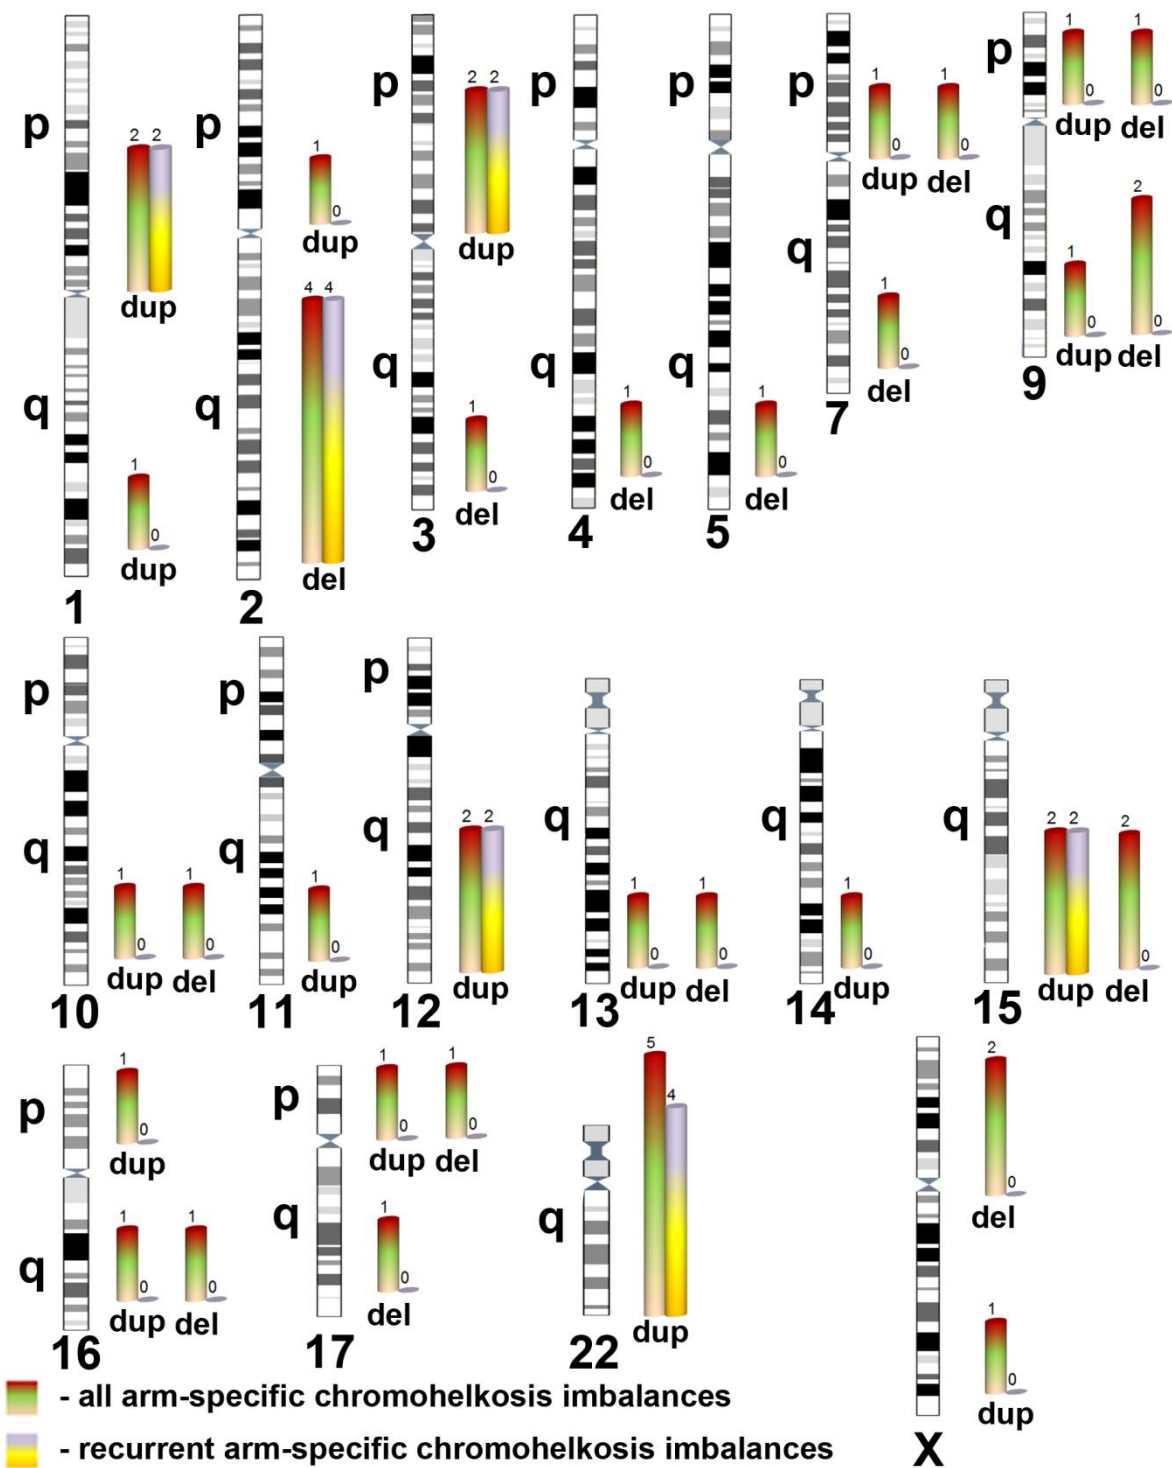 p
2 2
dup
q
1
0
dup
1
p
1
0
dup
q
4 4
del
2
p
2 2
dup
q
1
0
del
3
p
q
1
0
del
4
p
q
1
0
del
5
p
1
0
dup
1
0
del
q
1
0
del
7
p
1
0
dup
1
0
del
q
1
0
dup
2
0
del
9
p
q
1
0
dup
1
0
del
10
p
q
1
0
dup
11
p
q
2 2
dup
12
q
1
0
dup
1
0
del
13
q
1
0
dup
14
q
2 2
dup
2
del
15
p
1
0
dup
q
1
0
dup
1
0
del
16
p
1
0
dup
1
0
del
q
1
0
del
17
q
5
4
dup
22
2
0
del
1
0
dup
X
- all arm-specific chromohelkosis imbalances
- recurrent arm-specific chromohelkosis imbalances